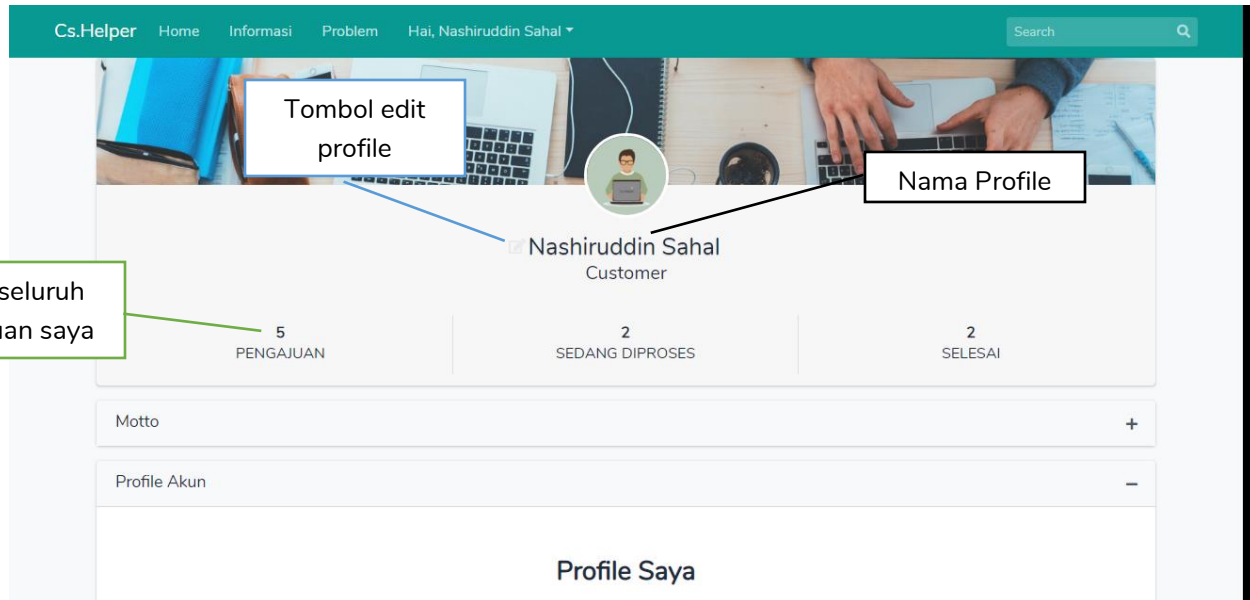 Cs.Helper Home Informasi Problem Hai, Nashiruddin Sahal Search
Tombol edit
profile
Nama Profile
Nashiruddin Sahal
Customer
seluruh
saya
5 2 2
PENGAJUAN SEDANG DIPROSES SELESAI
Motto +
Profile Akun −
Profile Saya